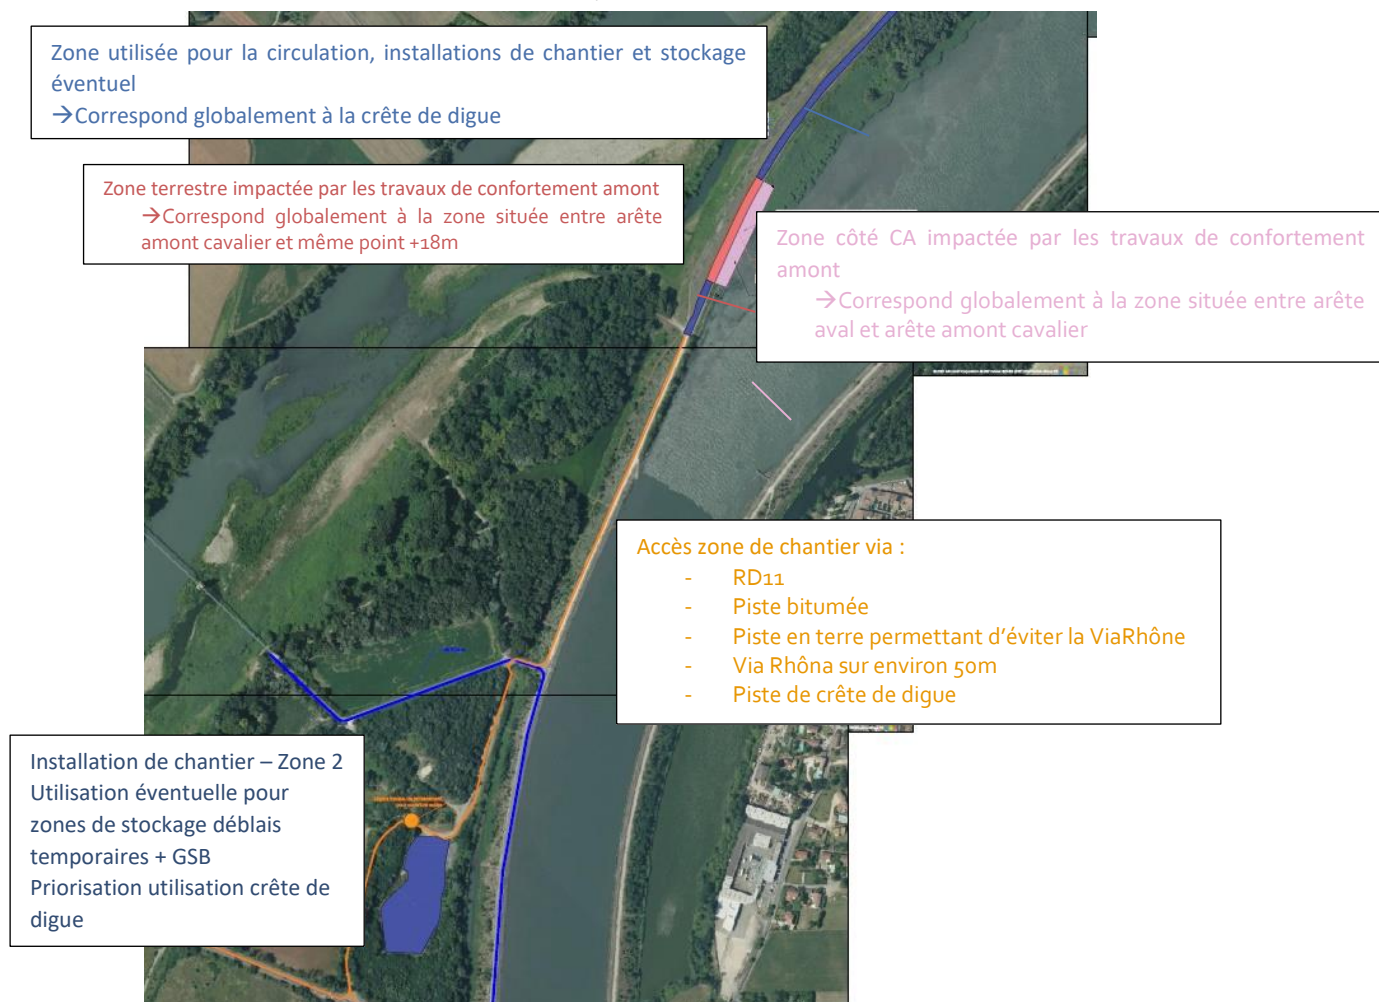 Zone utilisée pour la circulation, installations de chantier et stockage
éventuel
→Correspond globalement à la crête de digue
Zone terrestre impactée par les travaux de confortement amont
→Correspond globalement à la zone située entre arête
amont cavalier et même point +18m
Zone côté CA impactée par les travaux de confortement
amont
→Correspond globalement à la zone située entre arête
aval et arête amont cavalier
Accès zone de chantier via :
- RD11
- Piste bitumée
- Piste en terre permettant d'éviter la ViaRhône
- Via Rhôna sur environ 50m
- Piste de crête de digue
Installation de chantier – Zone 2
Utilisation éventuelle pour
zones de stockage déblais
temporaires + GSB
Priorisation utilisation crête de
digue